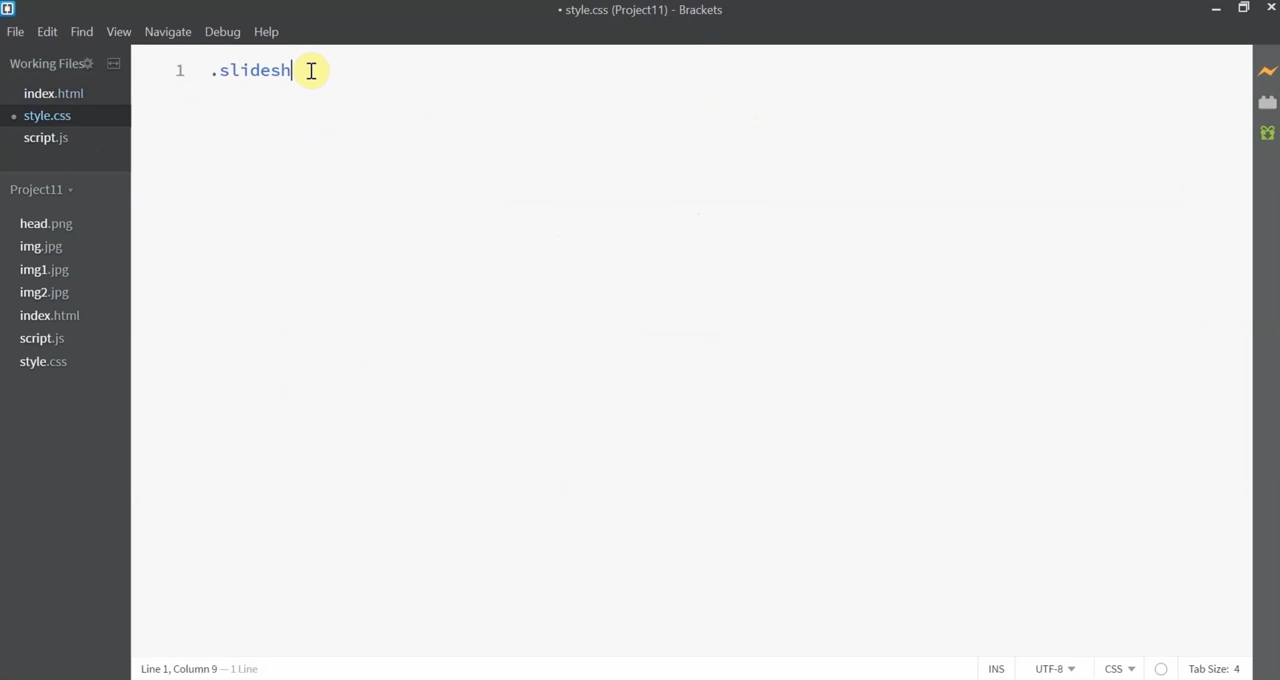 • style.css (Project11) - Brackets
File Edit Find View Navigate Debug Help
Working Files
index.html
• style.css
script.js
Project11
head.png
img.jpg
img1.jpg
img2.jpg
index.html
script.js
style.css
1 .slidesh
Line 1, Column 9 — 1 Line
INS UTF-8 CSS Tab Size: 4